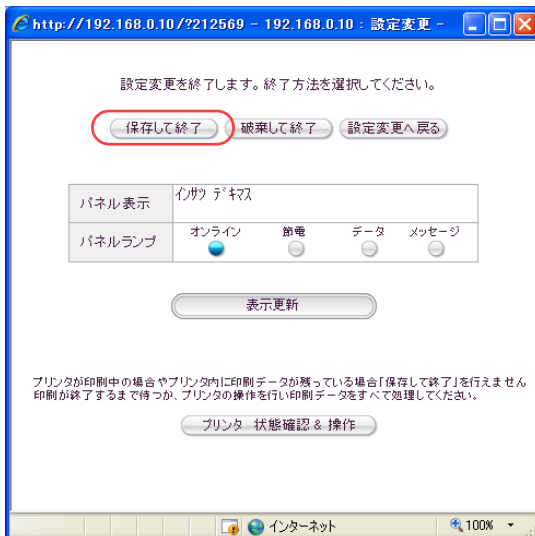 http://192.168.0.10/?212569 - 192.168.0.10 : 設定変更 -
設定変更を終了します。終了方法を選択してください。
保存して終了 破棄して終了 設定変更へ戻る
パネル表示 インサツ デキマス
パネルランプ オンライン 節電 データ メッセージ
表示更新
プリンタが印刷中の場合やプリンタ内に印刷データが残っている場合「保存して終了」を行えません
印刷が終了するまで待つか、プリンタの操作を行い印刷データをすべて処理してください。
プリンタ 状態確認 & 操作
インターネット 100%